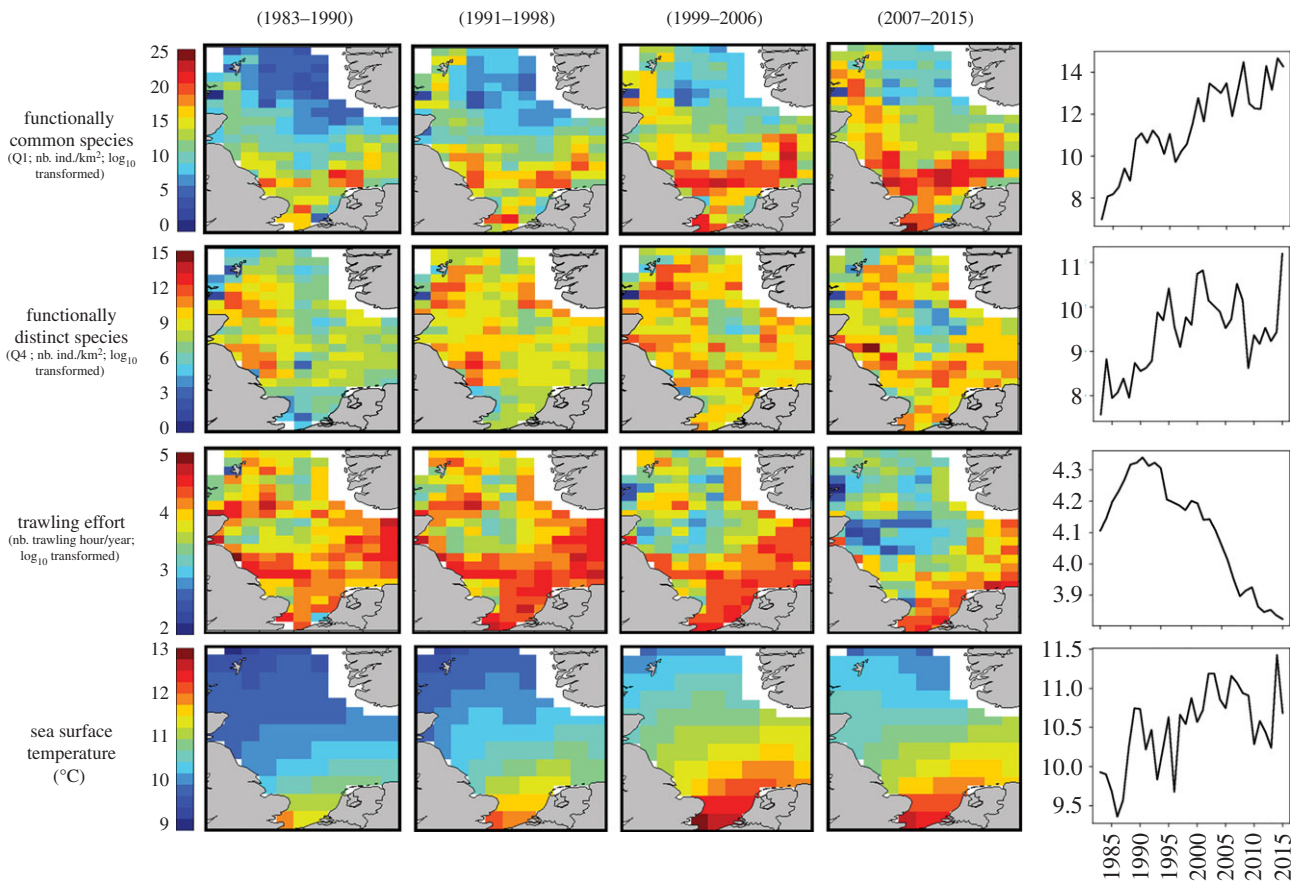 (1983–1990) (1991–1998) (1999–2006) (2007–2015)
functionally
common species
(Q1; nb. ind./km²; log₁₀
transformed)
25
20
15
10
5
0
14
12
10
8
functionally
distinct species
(Q4 ; nb. ind./km²; log₁₀
transformed)
15
12
9
6
3
0
11
10
9
8
trawling effort
(nb. trawling hour/year;
log₁₀ transformed)
5
4
3
2
4.3
4.2
4.1
4.0
3.9
sea surface
temperature
(°C)
13
12
11
10
9
11.5
11.0
10.5
10.0
9.5
1985 1990 1995 2000 2005 2010 2015